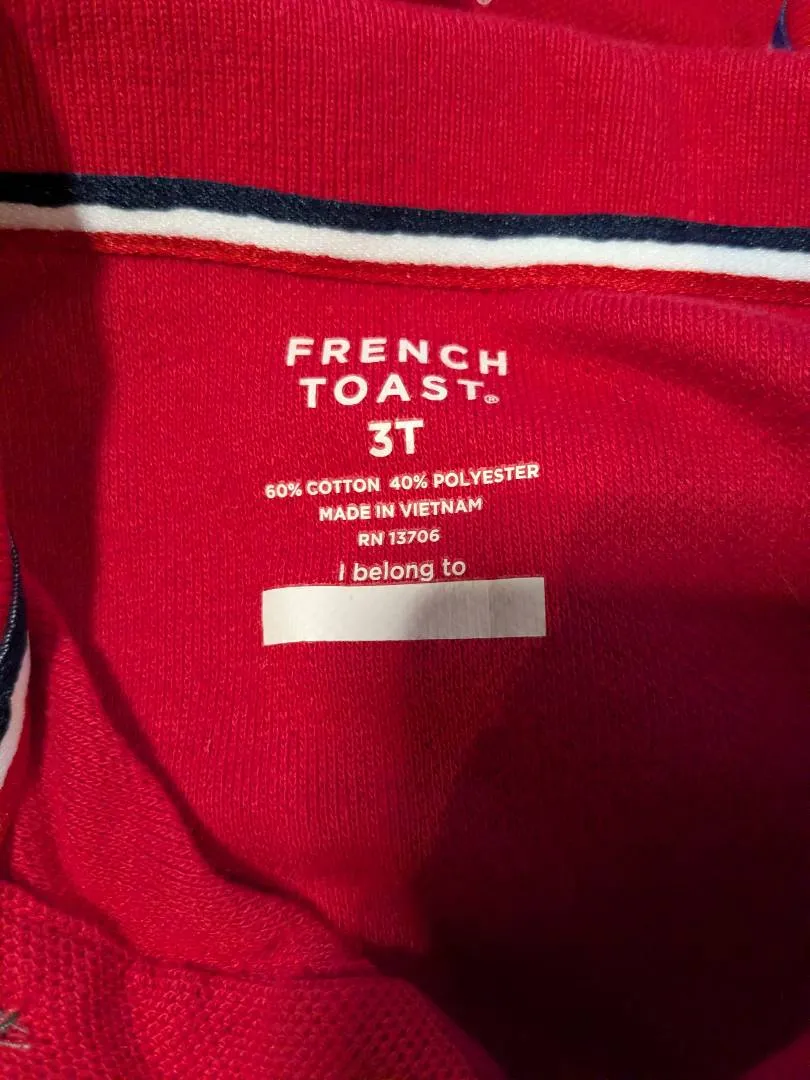 FRENCH
TOAST®
3T
60% COTTON 40% POLYESTER
MADE IN VIETNAM
RN 13706
I belong to